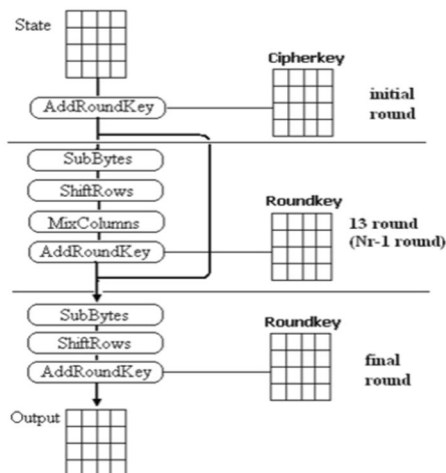 State
Cipherkey
AddRoundKey
initial
round
SubBytes
ShiftRows
MixColumns
AddRoundKey
Roundkey
13 round
(Nr-1 round)
SubBytes
ShiftRows
AddRoundKey
Roundkey
final
round
Output